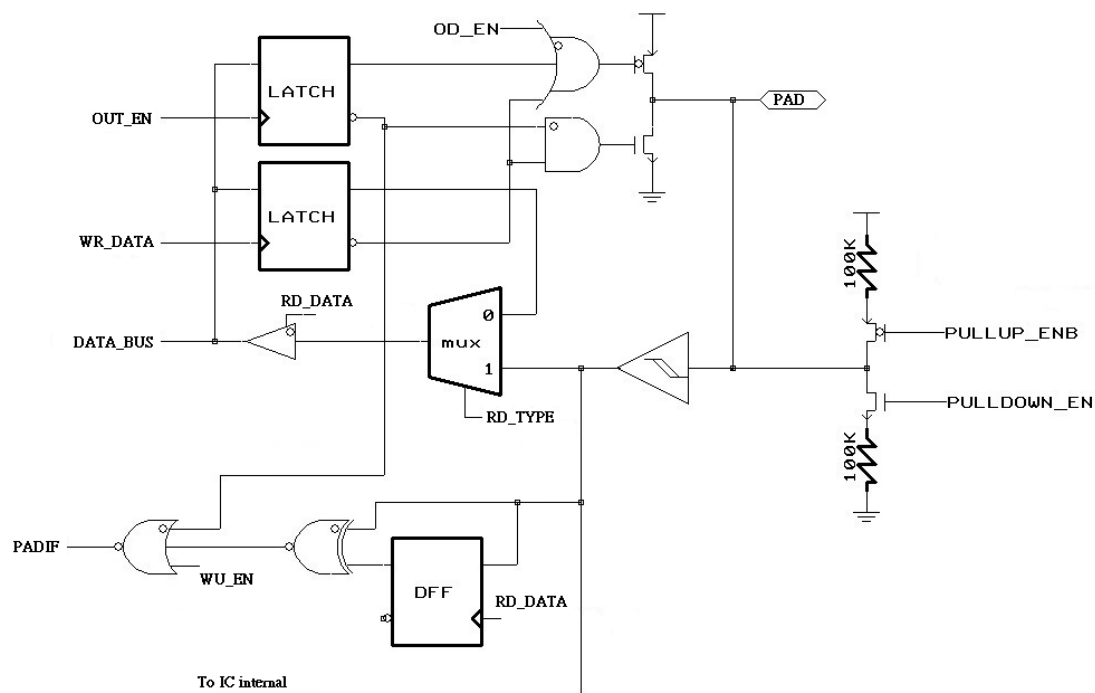 OD_EN
LATCH
PAD
OUT_EN
LATCH
WR_DATA
100K
RD_DATA
0
PULLUP_ENB
DATA_BUS
mux
1
PULLDOWN_EN
RD_TYPE
100K
PADIF
WU_EN
DFF
RD_DATA
To IC internal